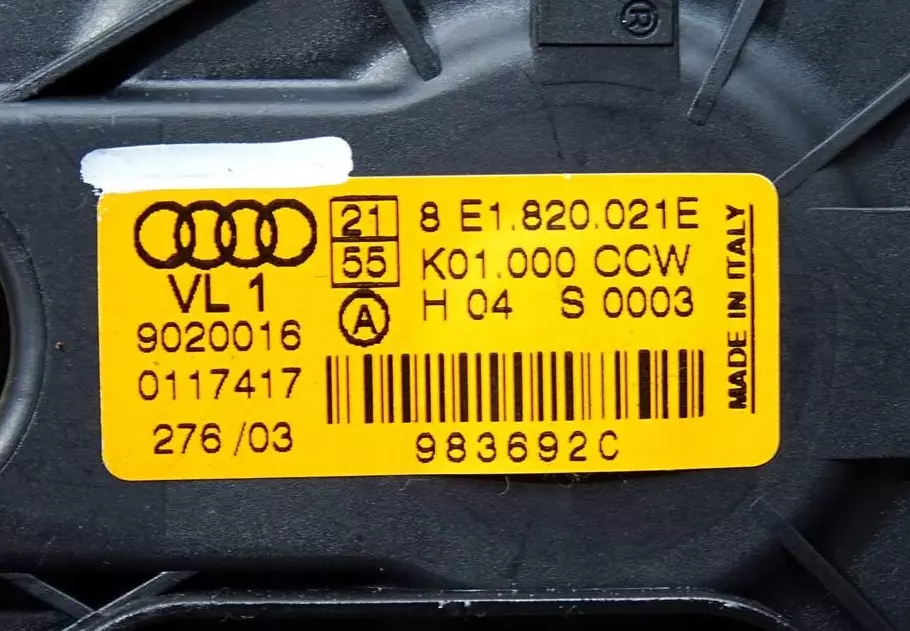 ®
21
55
A
8 E1.820.021E
K01.000 CCW
H 04 S 0003
VL 1
9020016
0117417
276 /03
983692C
MADE IN ITALY